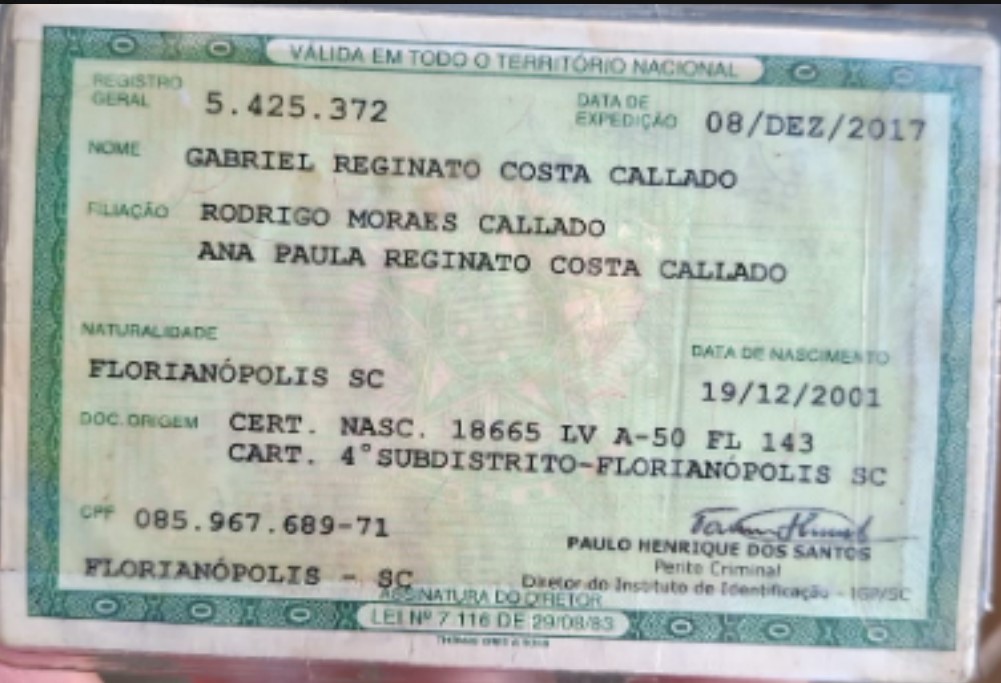 VÁLIDA EM TODO O TERRITÓRIO NACIONAL
REGISTRO GERAL 5.425.372 DATA DE EXPEDIÇÃO 08/DEZ/2017
NOME GABRIEL REGINATO COSTA CALLADO
FILIAÇÃO RODRIGO MORAES CALLADO
ANA PAULA REGINATO COSTA CALLADO
NATURALIDADE DATA DE NASCIMENTO
FLORIANÓPOLIS SC 19/12/2001
DOC. ORIGEM CERT. NASC. 18665 LV A-50 FL 143
CART. 4°SUBDISTRITO-FLORIANÓPOLIS SC
CPF 085.967.689-71
PAULO HENRIQUE DOS SANTOS
Perito Criminal
FLORIANÓPOLIS - SC Diretor do Instituto de Identificação - IGP/SC
ASSINATURA DO DIRETOR
LEI Nº 7.116 DE 29/08/83